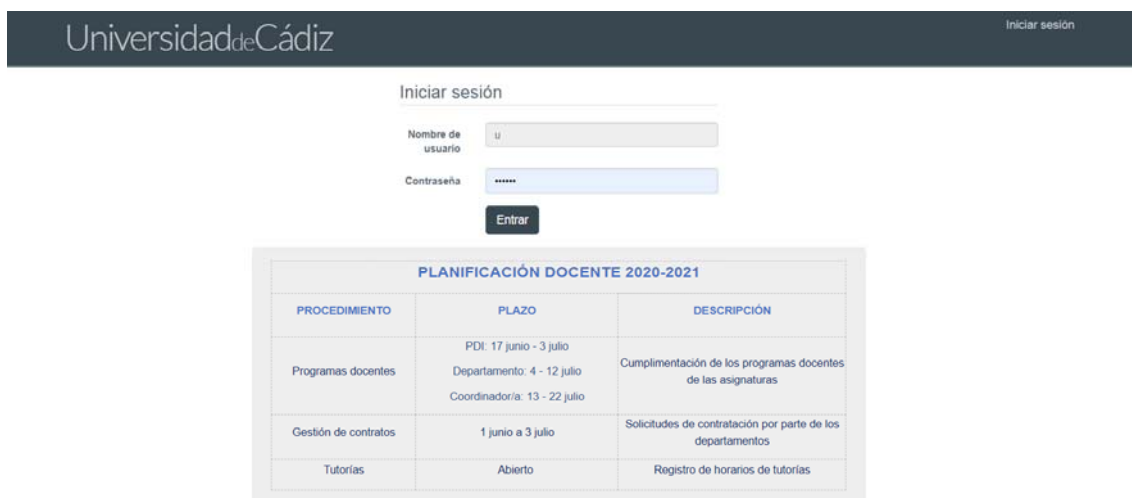 UniversidaddeCádiz
Iniciar sesión
Iniciar sesión
Nombre de
usuario
u
Contraseña
••••••
Entrar
PLANIFICACIÓN DOCENTE 2020-2021
PROCEDIMIENTO PLAZO DESCRIPCIÓN
Programas docentes
PDI: 17 junio - 3 julio
Departamento: 4 - 12 julio
Coordinador/a: 13 - 22 julio
Cumplimentación de los programas docentes
de las asignaturas
Gestión de contratos
1 junio a 3 julio
Solicitudes de contratación por parte de los
departamentos
Tutorías Abierto Registro de horarios de tutorías